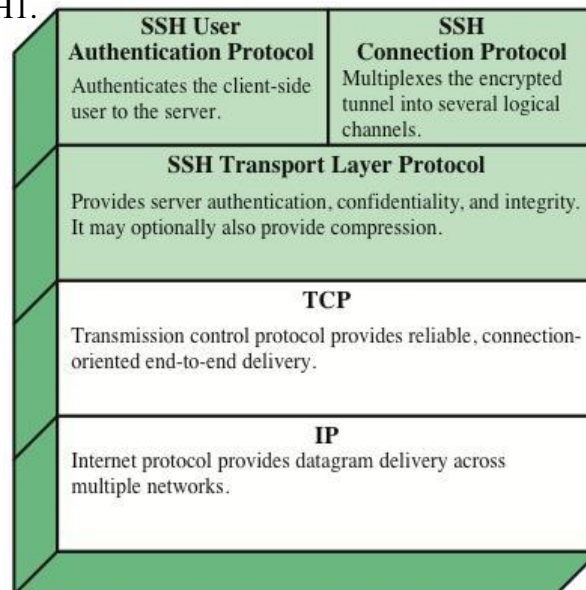 H1.
SSH User
Authentication Protocol
Authenticates the client-side
user to the server.
SSH
Connection Protocol
Multiplexes the encrypted
tunnel into several logical
channels.
SSH Transport Layer Protocol
Provides server authentication, confidentiality, and integrity.
It may optionally also provide compression.
TCP
Transmission control protocol provides reliable, connection-
oriented end-to-end delivery.
IP
Internet protocol provides datagram delivery across
multiple networks.